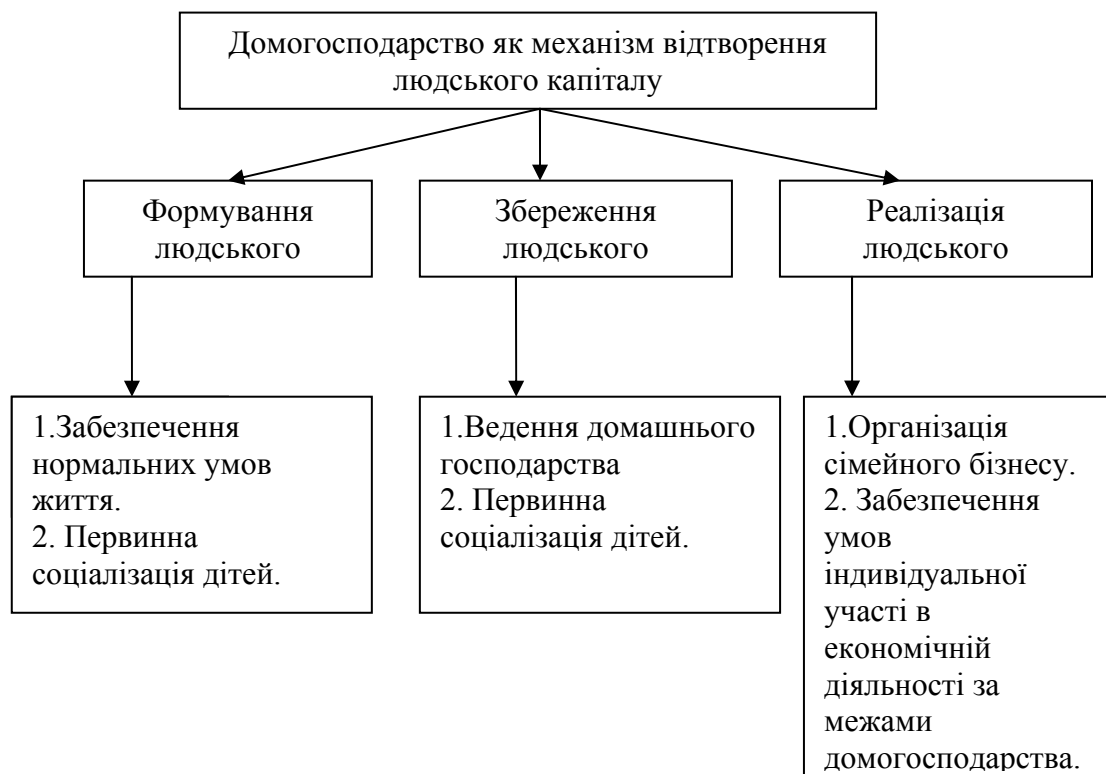 Домогосподарство як механізм відтворення
людського капіталу
Формування
людського
Збереження
людського
Реалізація
людського
1.Забезпечення
нормальних умов
життя.
2. Первинна
соціалізація дітей.
1.Ведення домашнього
господарства
2. Первинна
соціалізація дітей.
1.Організація
сімейного бізнесу.
2. Забезпечення
умов
індивідуальної
участі в
економічній
діяльності за
межами
домогосподарства.